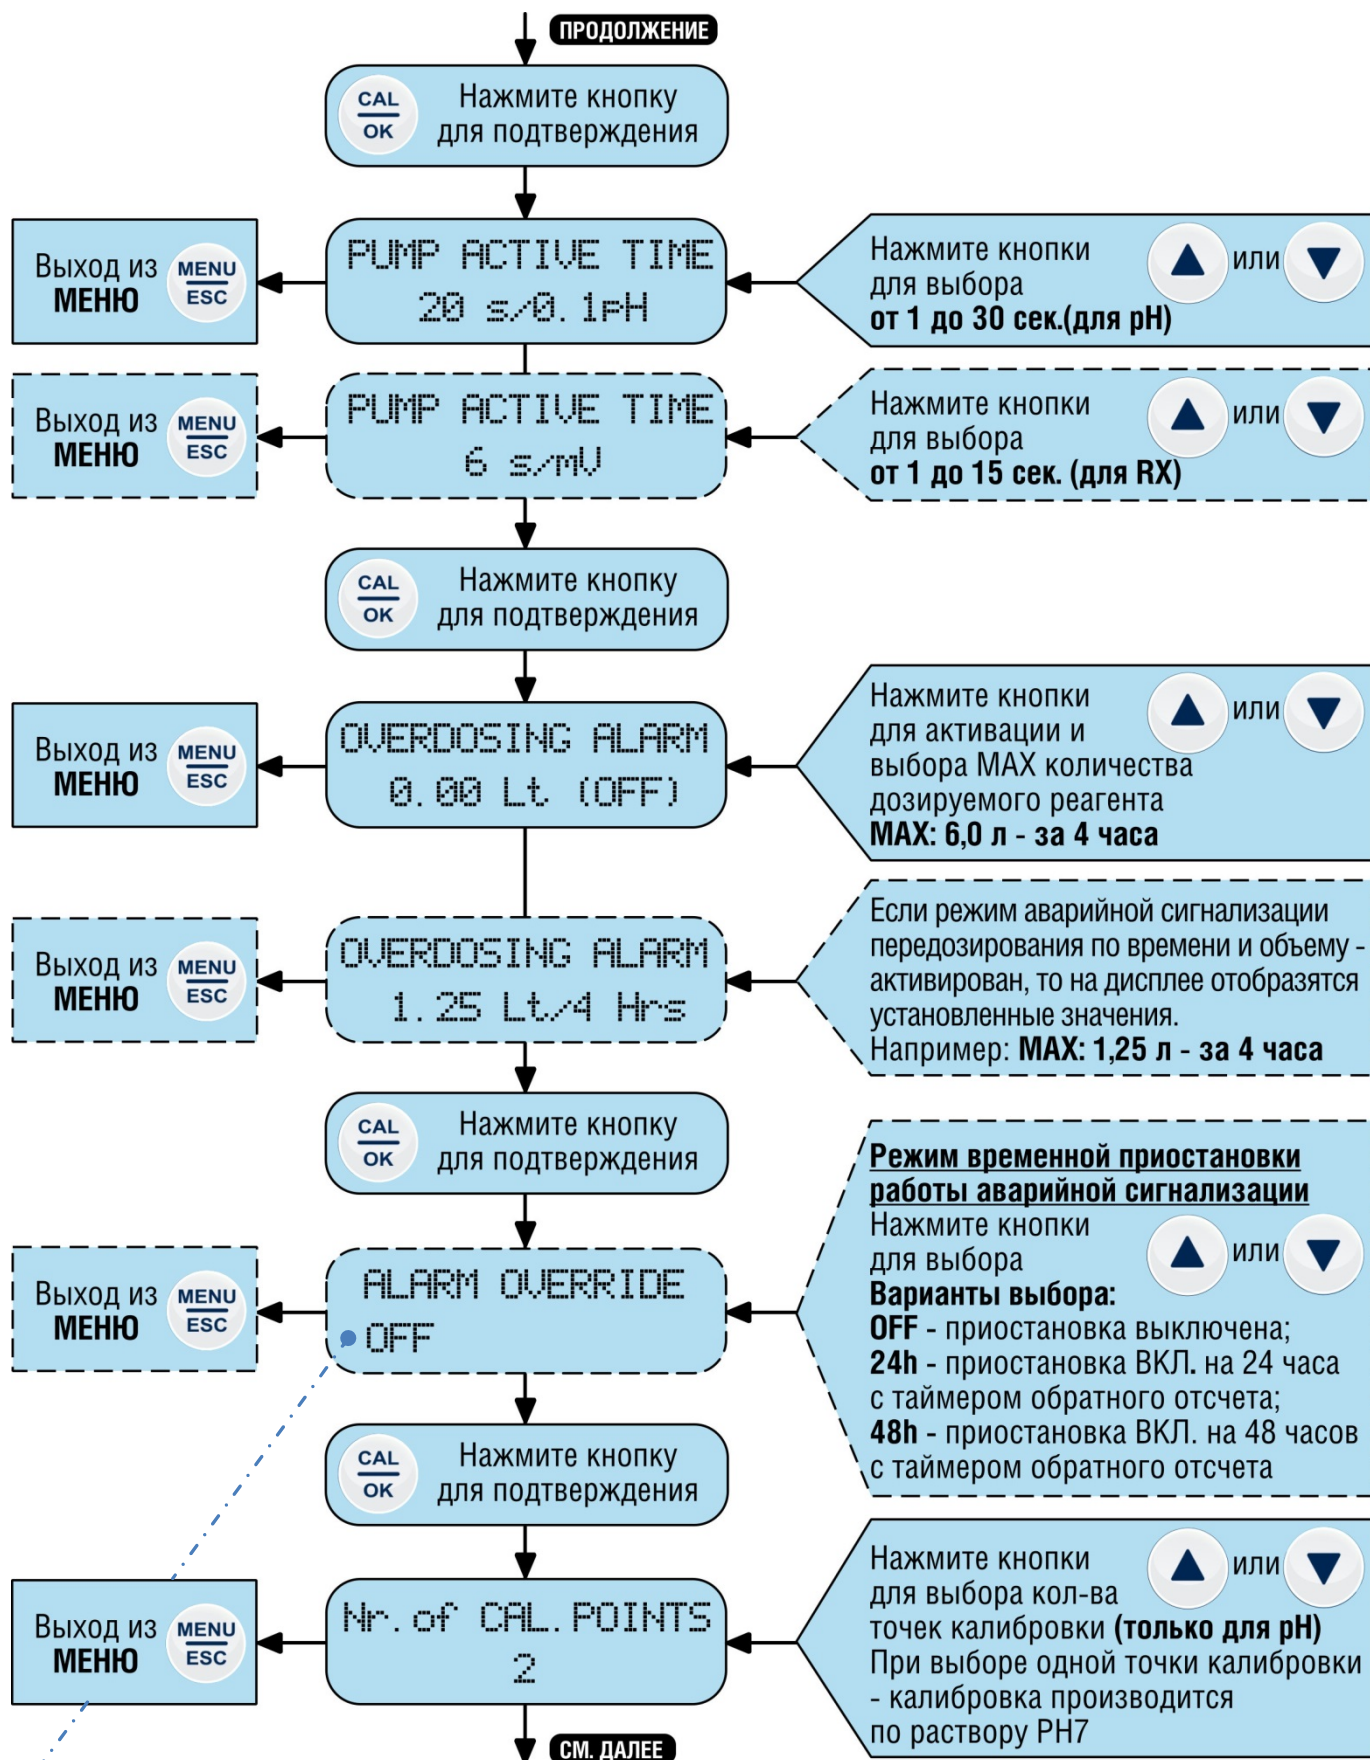 ПРОДОЛЖЕНИЕ
CAL
OK
Нажмите кнопку
для подтверждения
Выход из
МЕНЮ
MENU
ESC
PUMP ACTIVE TIME
20 s/0.1pH
Нажмите кнопки
для выбора
от 1 до 30 сек.(для pH)
или
Выход из
МЕНЮ
MENU
ESC
PUMP ACTIVE TIME
6 s/mV
Нажмите кнопки
для выбора
от 1 до 15 сек. (для RX)
или
CAL
OK
Нажмите кнопку
для подтверждения
Выход из
МЕНЮ
MENU
ESC
OVERDOSING ALARM
0.00 Lt (OFF)
Нажмите кнопки
для активации и
выбора MAX количества
дозируемого реагента
MAX: 6,0 л - за 4 часа
или
Выход из
МЕНЮ
MENU
ESC
OVERDOSING ALARM
1.25 Lt/4 Hrs
Если режим аварийной сигнализации
передозирования по времени и объему -
активирован, то на дисплее отобразятся
установленные значения.
Например: MAX: 1,25 л - за 4 часа
CAL
OK
Нажмите кнопку
для подтверждения
Выход из
МЕНЮ
MENU
ESC
ALARM OVERRIDE
OFF
Режим временной приостановки
работы аварийной сигнализации
Нажмите кнопки
для выбора
или
Варианты выбора:
OFF - приостановка выключена;
24h - приостановка ВКЛ. на 24 часа
с таймером обратного отсчета;
48h - приостановка ВКЛ. на 48 часов
с таймером обратного отсчета
CAL
OK
Нажмите кнопку
для подтверждения
Выход из
МЕНЮ
MENU
ESC
Nr.of CAL.POINTS
2
Нажмите кнопки
для выбора кол-ва
точек калибровки (только для pH)
При выборе одной точки калибровки
- калибровка производится
по раствору PH7
или
СМ. ДАЛЕЕ